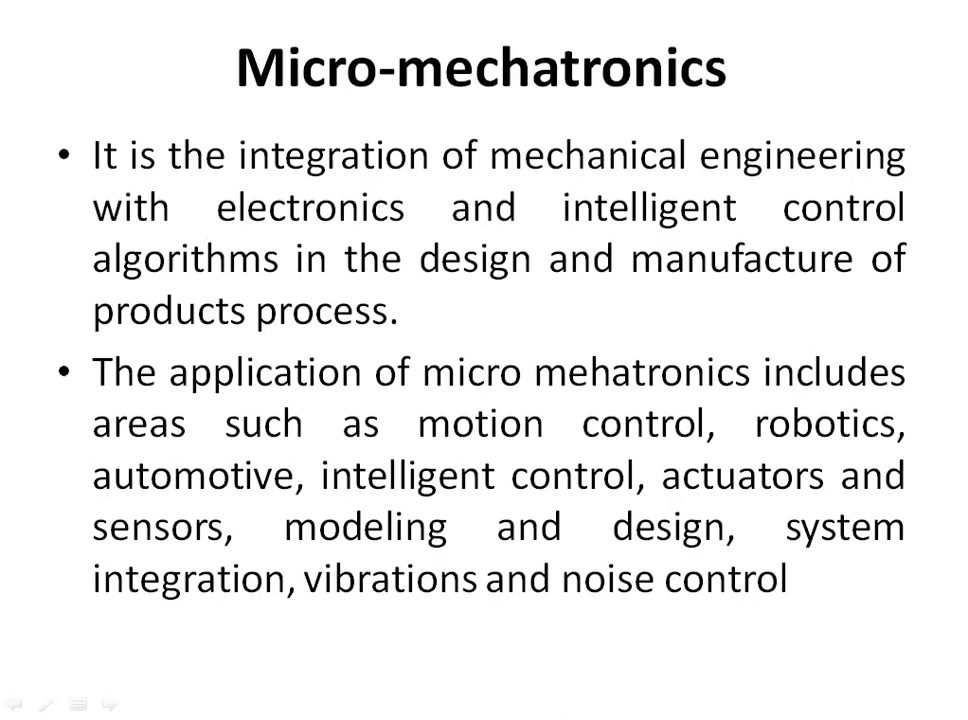 Micro-mechatronics
• It is the integration of mechanical engineering
with electronics and intelligent control
algorithms in the design and manufacture of
products process.
• The application of micro mehatronics includes
areas such as motion control, robotics,
automotive, intelligent control, actuators and
sensors, modeling and design, system
integration, vibrations and noise control